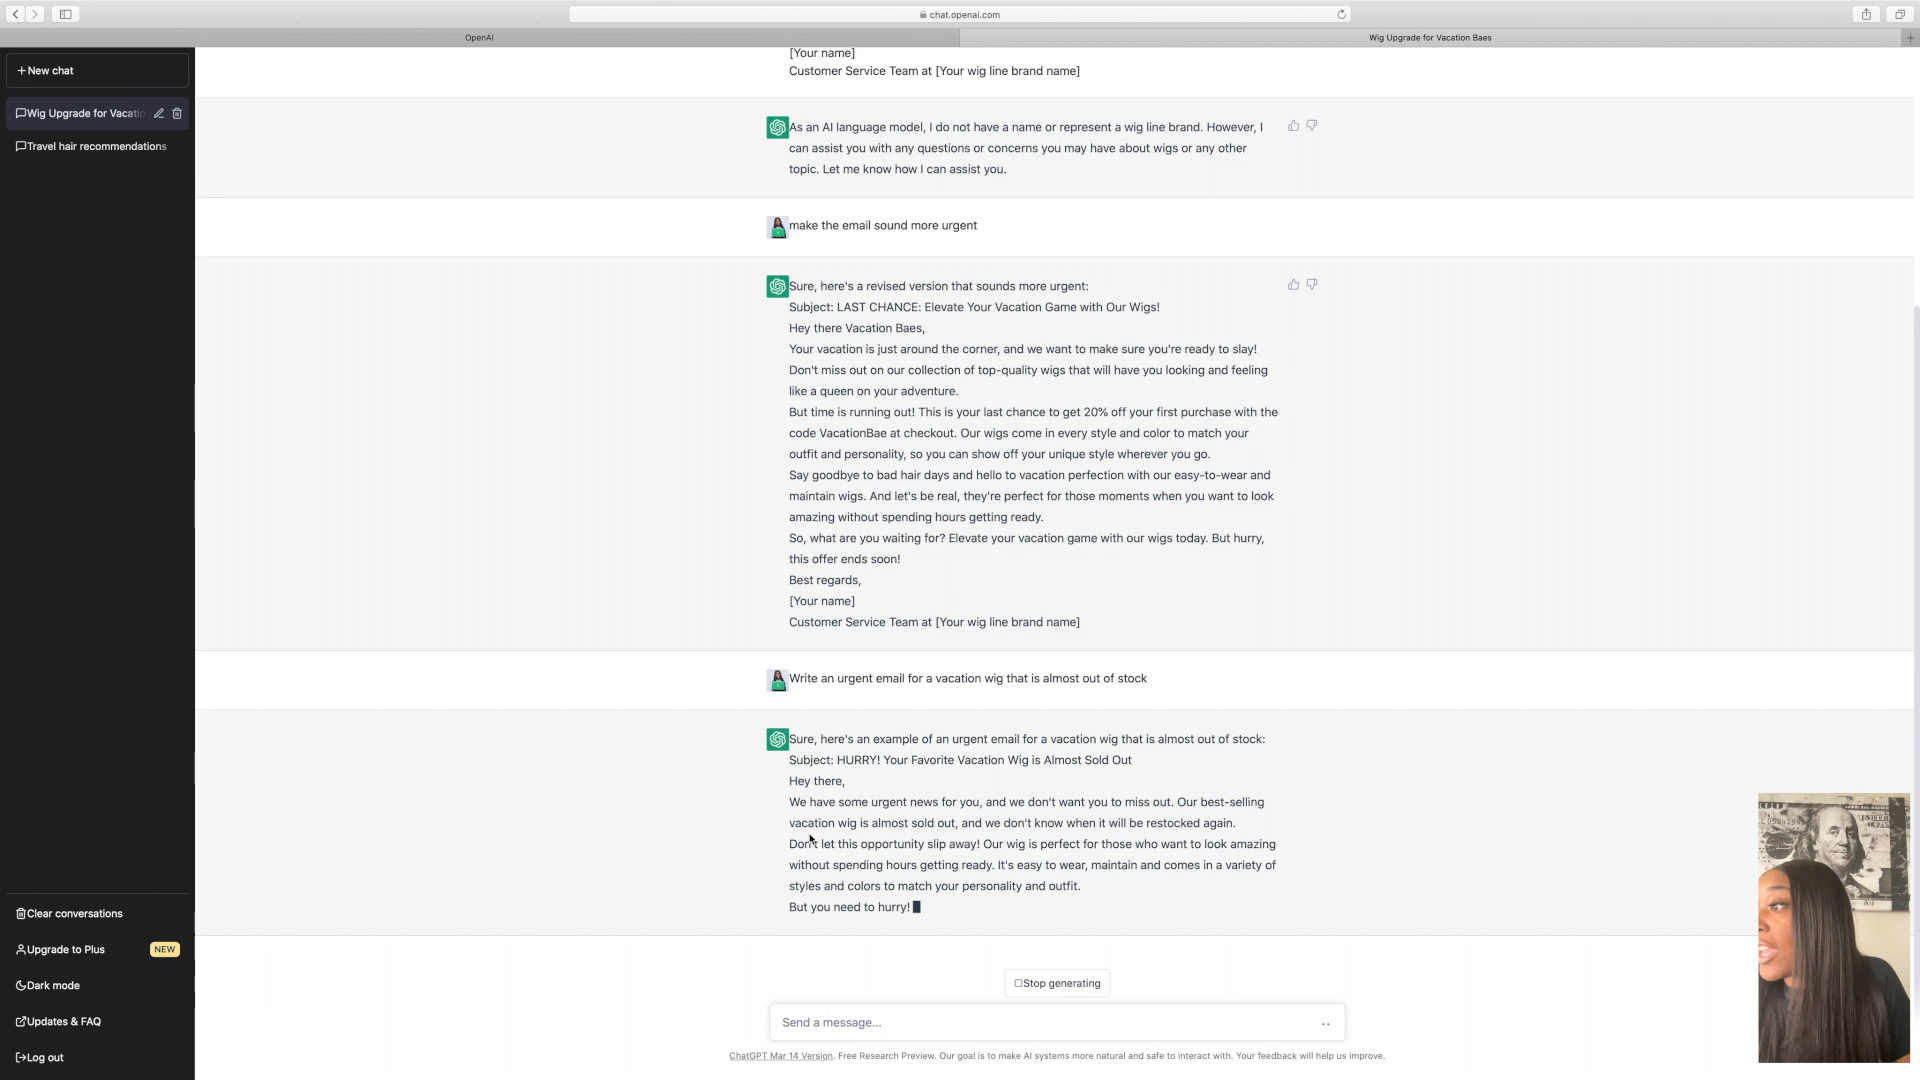 chat.openai.com
OpenAI
Wig Upgrade for Vacation Baes
New chat
Wig Upgrade for Vacatio
Travel hair recommendations
[Your name]
Customer Service Team at [Your wig line brand name]
As an AI language model, I do not have a name or represent a wig line brand. However, I
can assist you with any questions or concerns you may have about wigs or any other
topic. Let me know how I can assist you.
make the email sound more urgent
Sure, here's a revised version that sounds more urgent:
Subject: LAST CHANCE: Elevate Your Vacation Game with Our Wigs!
Hey there Vacation Baes,
Your vacation is just around the corner, and we want to make sure you're ready to slay!
Don't miss out on our collection of top-quality wigs that will have you looking and feeling
like a queen on your adventure.
But time is running out! This is your last chance to get 20% off your first purchase with the
code VacationBae at checkout. Our wigs come in every style and color to match your
outfit and personality, so you can show off your unique style wherever you go.
Say goodbye to bad hair days and hello to vacation perfection with our easy-to-wear and
maintain wigs. And let's be real, they're perfect for those moments when you want to look
amazing without spending hours getting ready.
So, what are you waiting for? Elevate your vacation game with our wigs today. But hurry,
this offer ends soon!
Best regards,
[Your name]
Customer Service Team at [Your wig line brand name]
Write an urgent email for a vacation wig that is almost out of stock
Sure, here's an example of an urgent email for a vacation wig that is almost out of stock:
Subject: HURRY! Your Favorite Vacation Wig is Almost Sold Out
Hey there,
We have some urgent news for you, and we don't want you to miss out. Our best-selling
vacation wig is almost sold out, and we don't know when it will be restocked again.
Don't let this opportunity slip away! Our wig is perfect for those who want to look amazing
without spending hours getting ready. It's easy to wear, maintain and comes in a variety of
styles and colors to match your personality and outfit.
But you need to hurry!
Clear conversations
Upgrade to Plus NEW
Dark mode
Updates & FAQ
Log out
Stop generating
Send a message...
ChatGPT Mar 14 Version. Free Research Preview. Our goal is to make AI systems more natural and safe to interact with. Your feedback will help us improve.